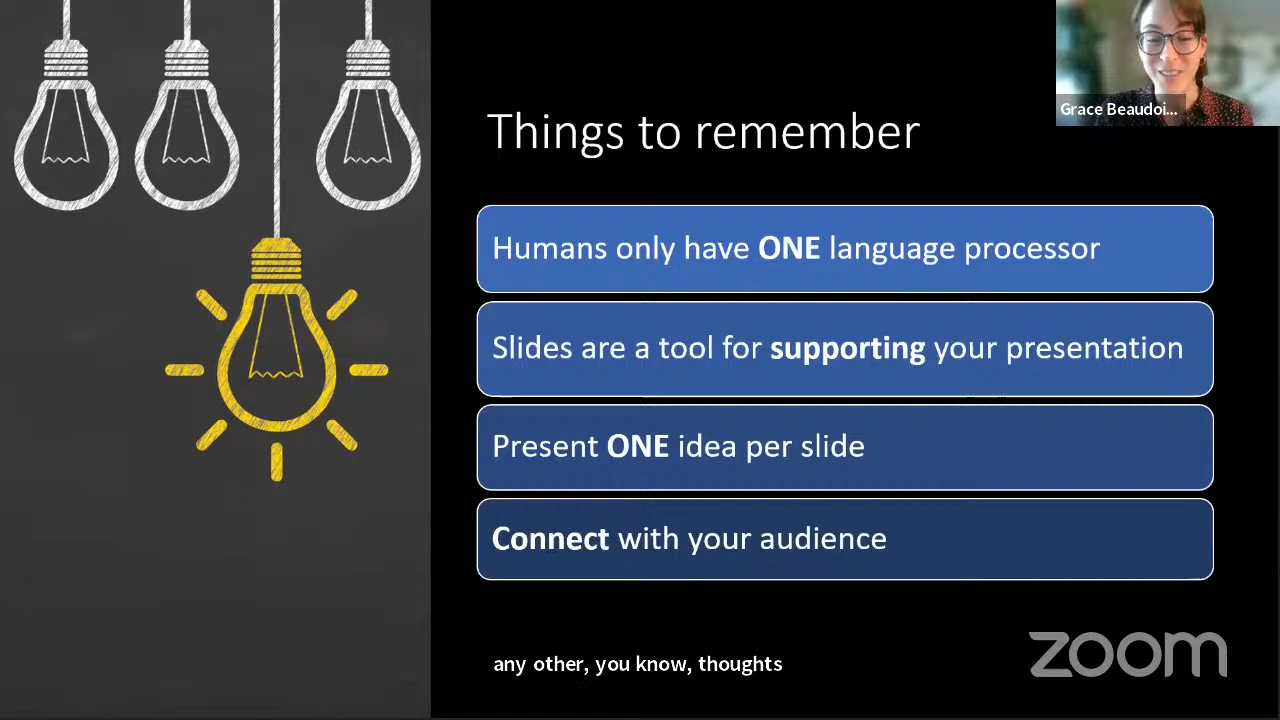 Grace Beaudoi...
Things to remember
Humans only have ONE language processor
Slides are a tool for supporting your presentation
Present ONE idea per slide
Connect with your audience
any other, you know, thoughts
zoom